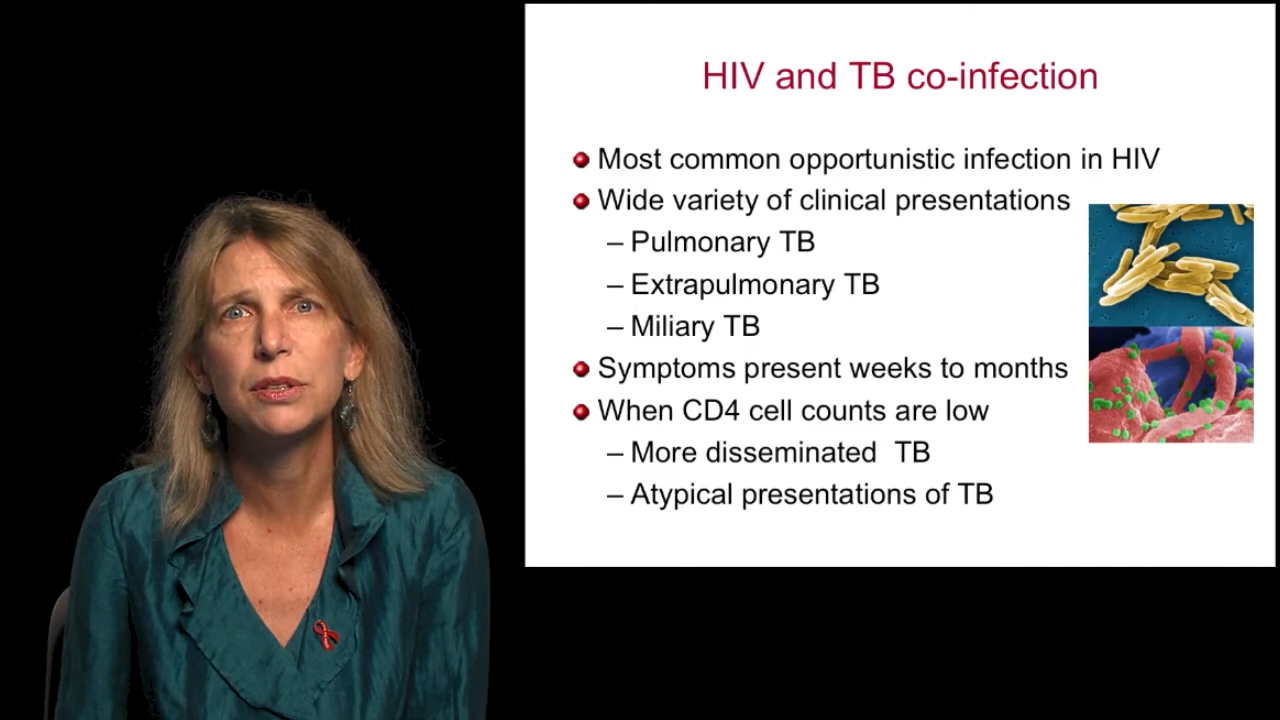 HIV and TB co-infection
Most common opportunistic infection in HIV
Wide variety of clinical presentations
– Pulmonary TB
– Extrapulmonary TB
– Miliary TB
Symptoms present weeks to months
When CD4 cell counts are low
– More disseminated  TB
– Atypical presentations of TB